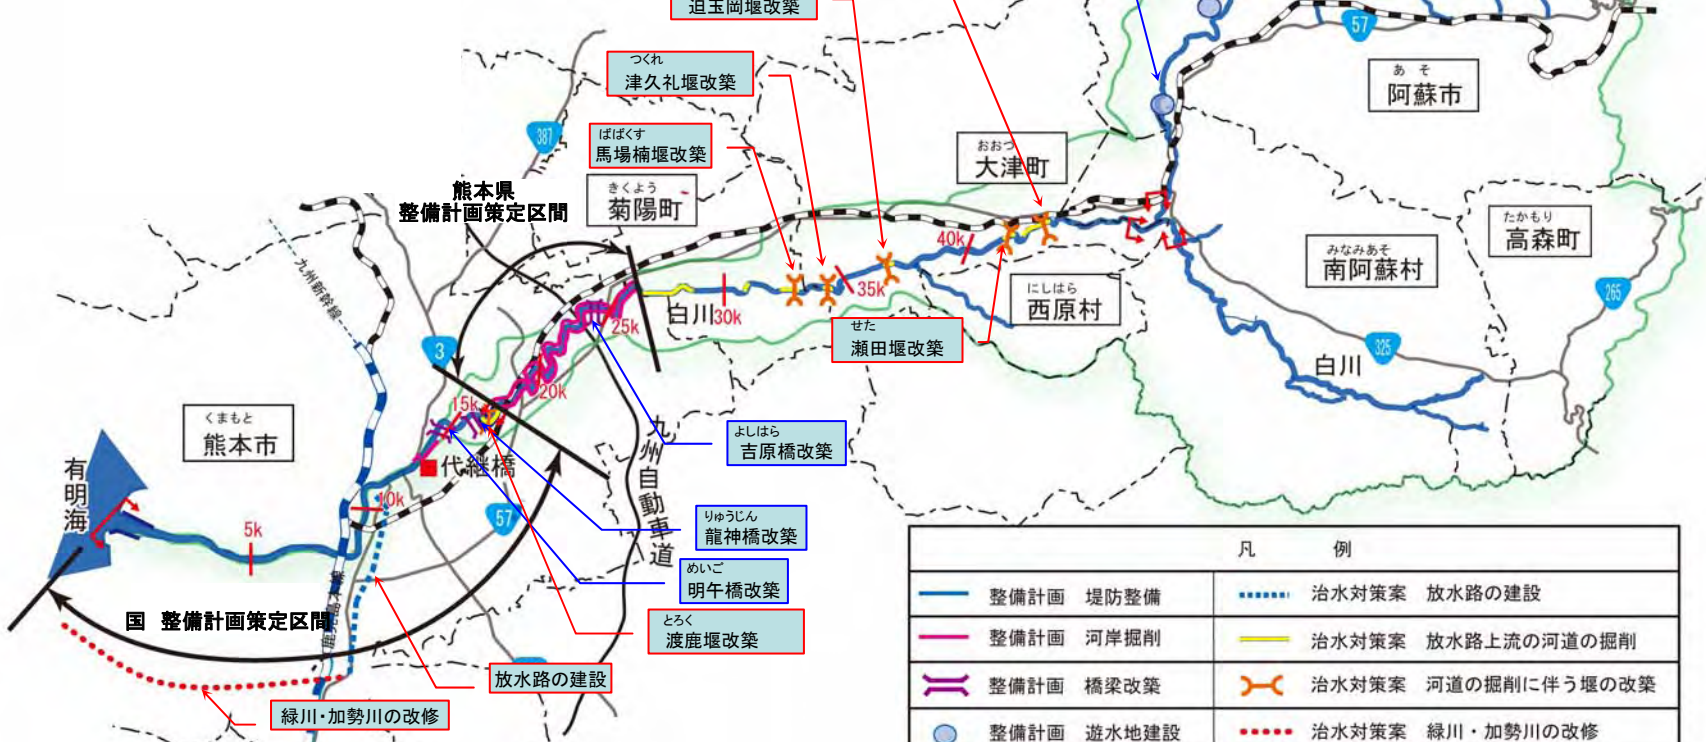 迫玉岡堰改築
57
つくれ
津久礼堰改築
あ そ
阿蘇市
387
ばばくす
馬場楠堰改築
おおづ
大津町
熊本県
整備計画策定区間
きくよう
菊陽町
たかもり
高森町
みなみあそ
南阿蘇村
40k
九州新幹線
にしはら
西原村
35k
265
白川
30k
25k
せた
瀬田堰改築
3
325
白川
20k
15k
くまもと
熊本市
よしはら
吉原橋改築
九州自動車道
代継橋
有明海
10k
57
りゅうじん
龍神橋改築
5k
めいご
明午橋改築
国 整備計画策定区間
とろく
渡鹿堰改築
放水路の建設
緑川・加勢川の改修
凡 例
整備計画 堤防整備
治水対策案 放水路の建設
整備計画 河岸掘削
治水対策案 放水路上流の河道の掘削
整備計画 橋梁改築
治水対策案 河道の掘削に伴う堰の改築
整備計画 遊水地建設
治水対策案 緑川・加勢川の改修